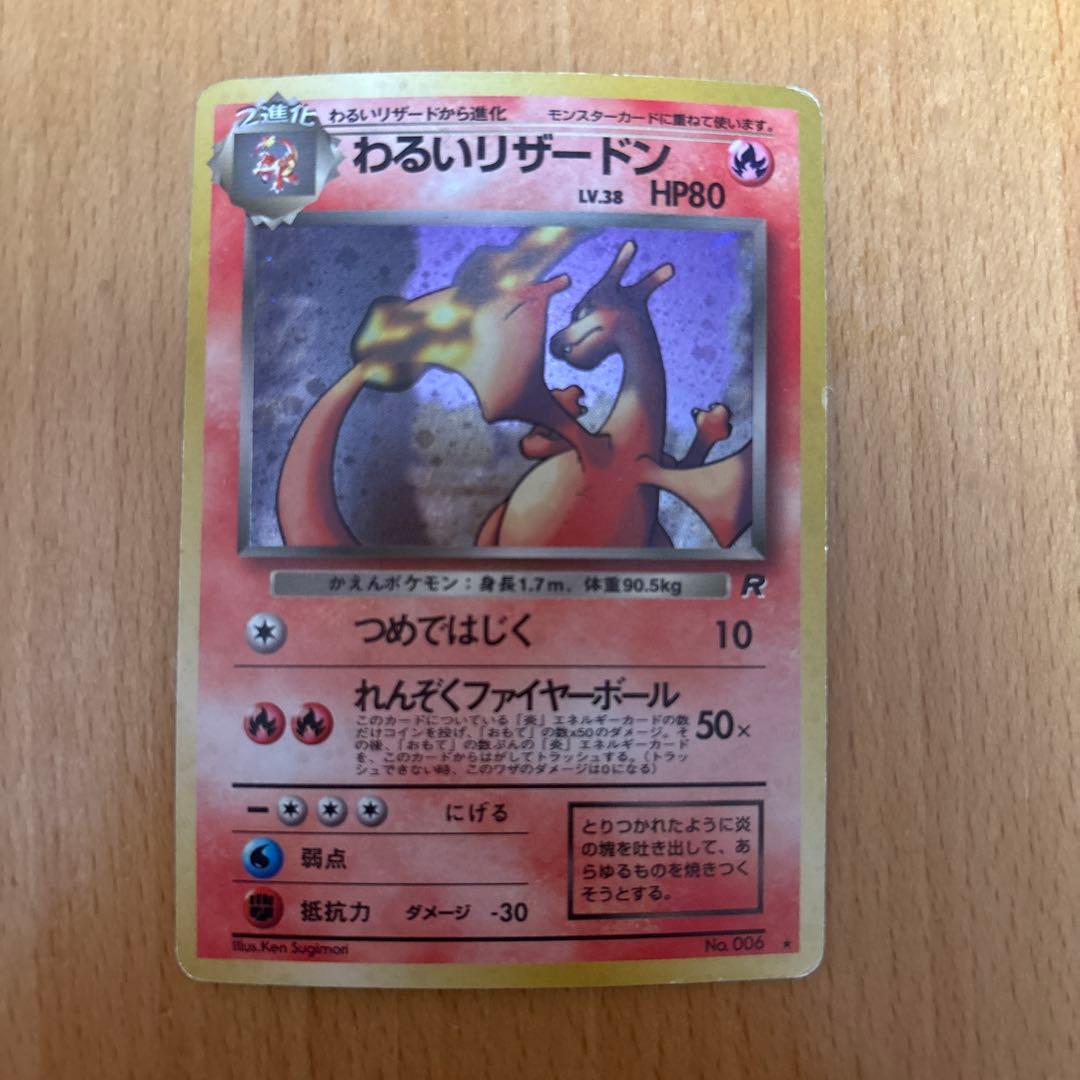 2進化 わるいリザードから進化 モンスターカードに重ねて使います。
わるいリザードン
LV.38 HP80
かえんポケモン：身長1.7m、体重90.5kg
R
つめではじく 10
れんぞくファイヤーボール
このカードについている「炎」エネルギーカードの数
だけコインを投げ、「おもて」の数x50のダメージ。そ
の後、「おもて」の数ぶんの「炎」エネルギーカード
を、このカードからはがしてトラッシュする。（トラッ
シュできない時、このワザのダメージは0になる）
50×
にげる
弱点
抵抗力 ダメージ -30
とりつかれたように炎
の塊を吐き出して、あ
らゆるものを焼きつく
そうとする。
Illus.Ken Sugimori
No. 006 ★